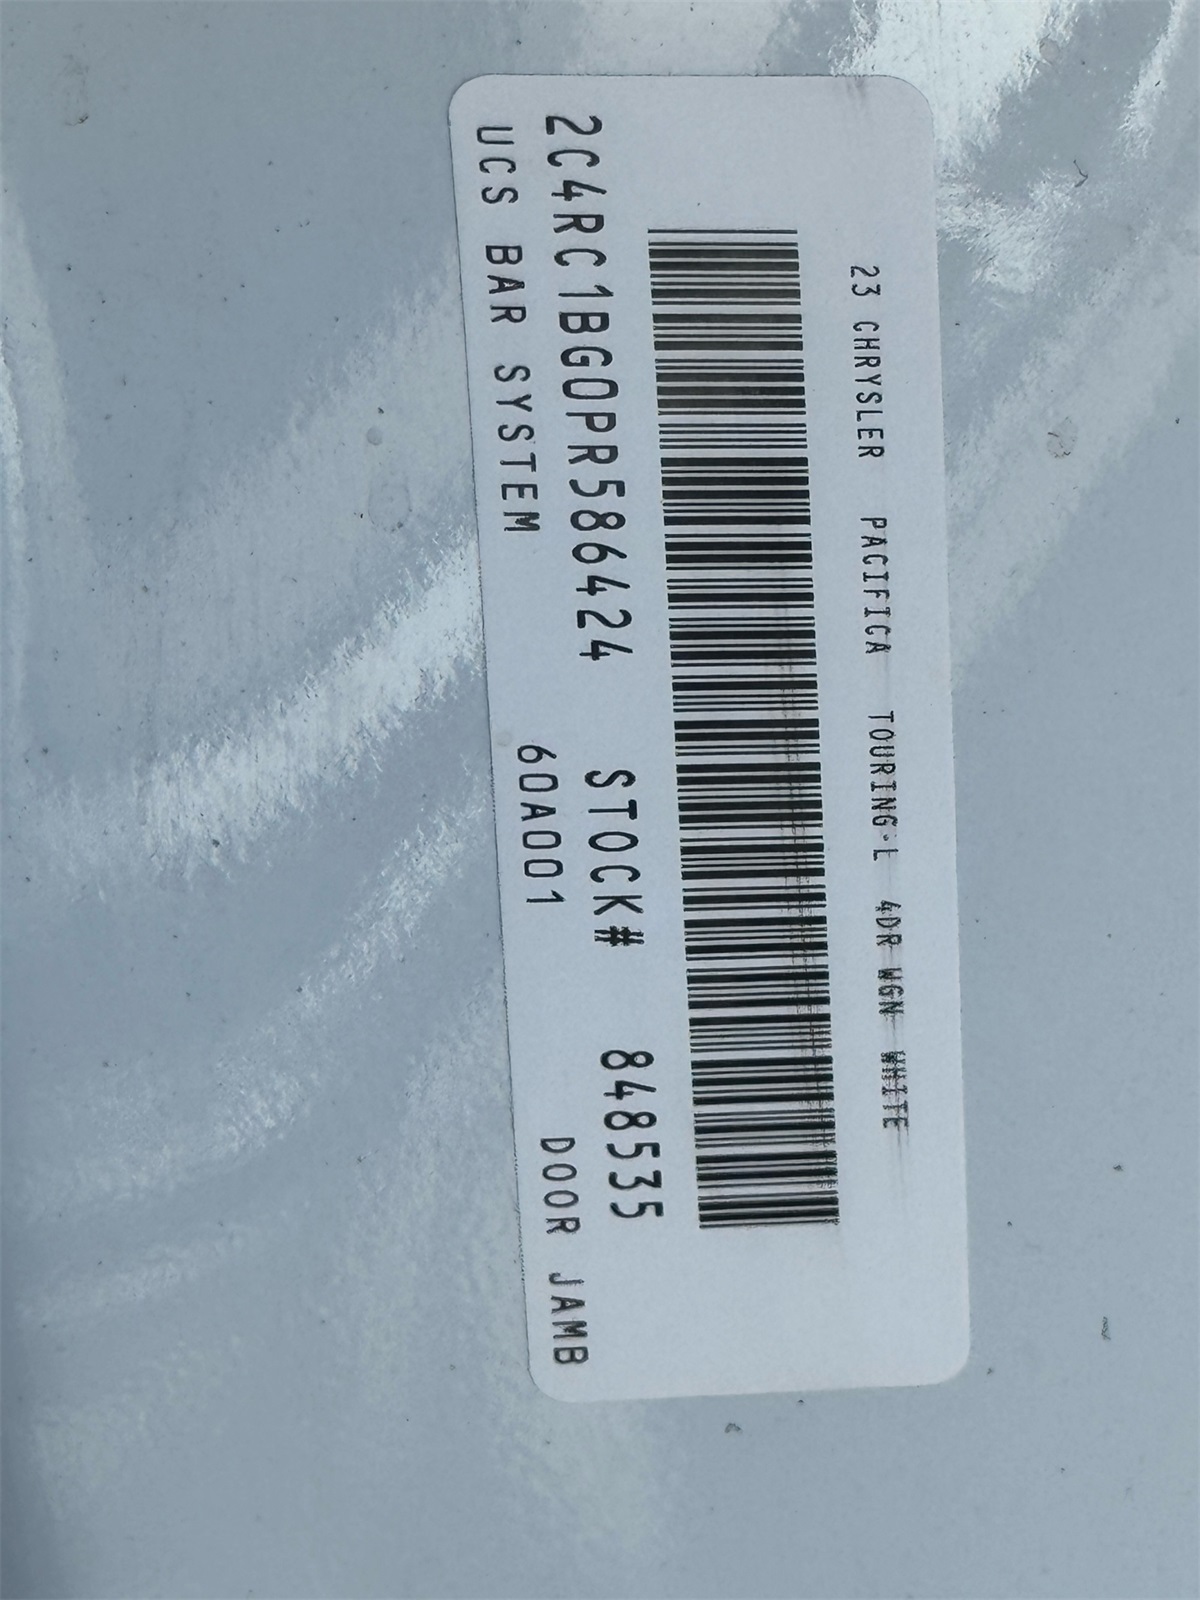 23 CHRYSLER PACIFICA TOURING-L 4DR WGN WHITE
2C4RC1BG0PR586424 STOCK# 848535
UCS BAR SYSTEM 60A001 DOOR JAMB